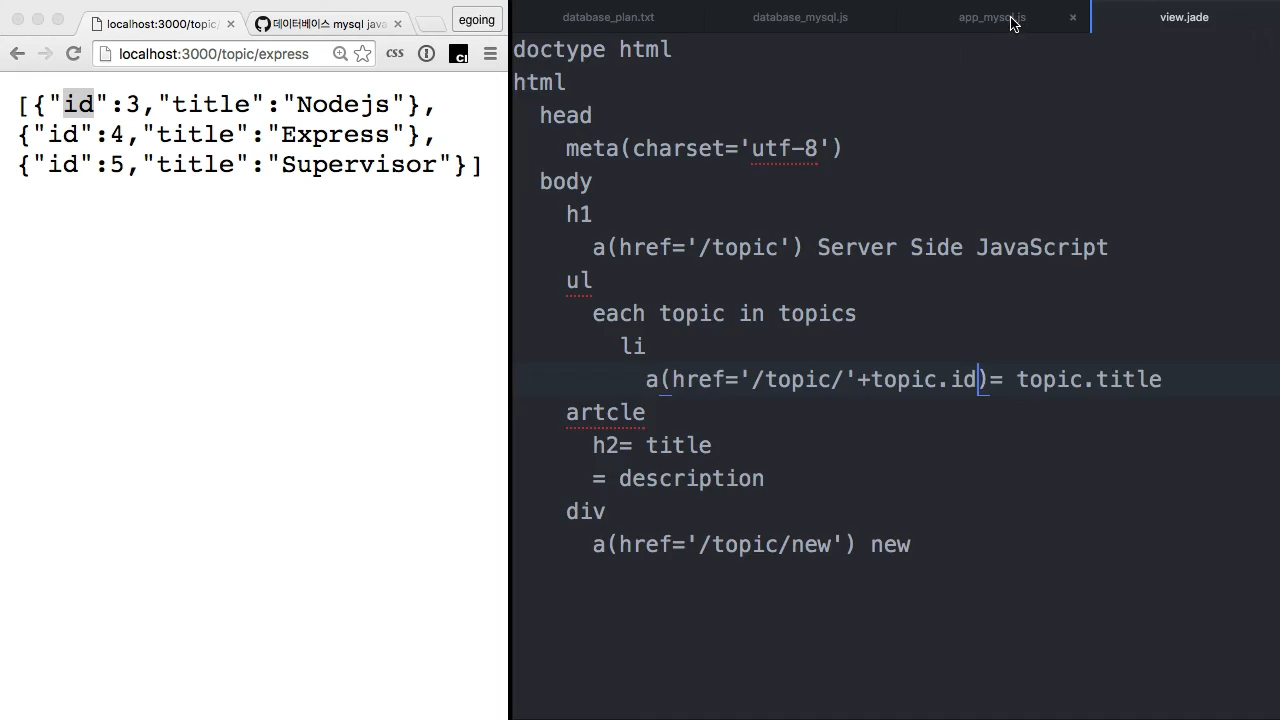 localhost:3000/topic/
데이터베이스 mysql java
egoing
localhost:3000/topic/express
css
[{"id":3,"title":"Nodejs"},
{"id":4,"title":"Express"},
{"id":5,"title":"Supervisor"}]
database_plan.txt
database_mysql.js
app_mysql.js
view.jade
doctype html
html
head
meta(charset='utf-8')
body
h1
a(href='/topic') Server Side JavaScript
ul
each topic in topics
li
a(href='/topic/'+topic.id)= topic.title
artcle
h2= title
= description
div
a(href='/topic/new') new